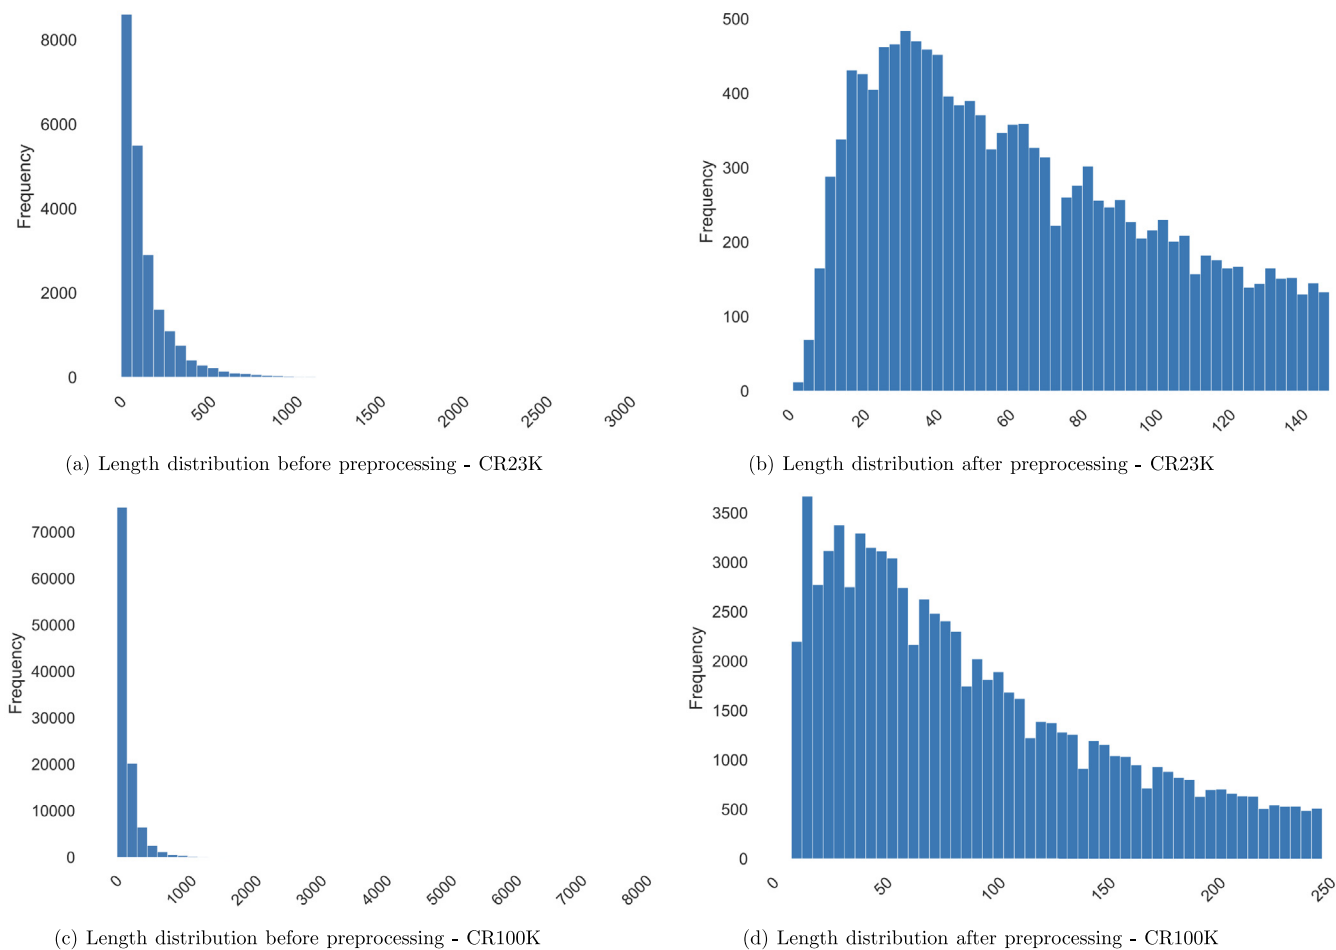 8000
6000
4000
2000
0
Frequency
0 500 1000 1500 2000 2500 3000
(a) Length distribution before preprocessing - CR23K
500
400
300
200
100
0
Frequency
0 20 40 60 80 100 120 140
(b) Length distribution after preprocessing - CR23K
70000
60000
50000
40000
30000
20000
10000
0
Frequency
0 1000 2000 3000 4000 5000 6000 7000 8000
(c) Length distribution before preprocessing - CR100K
3500
3000
2500
2000
1500
1000
500
0
Frequency
0 50 100 150 200 250
(d) Length distribution after preprocessing - CR100K